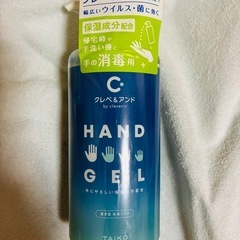 幅広いウイルス・菌に効く
保湿成分配合
帰宅時や
手洗い後
手の消毒用
クレベ&アンド
by cleverin
HAND
GEL
TAIKO